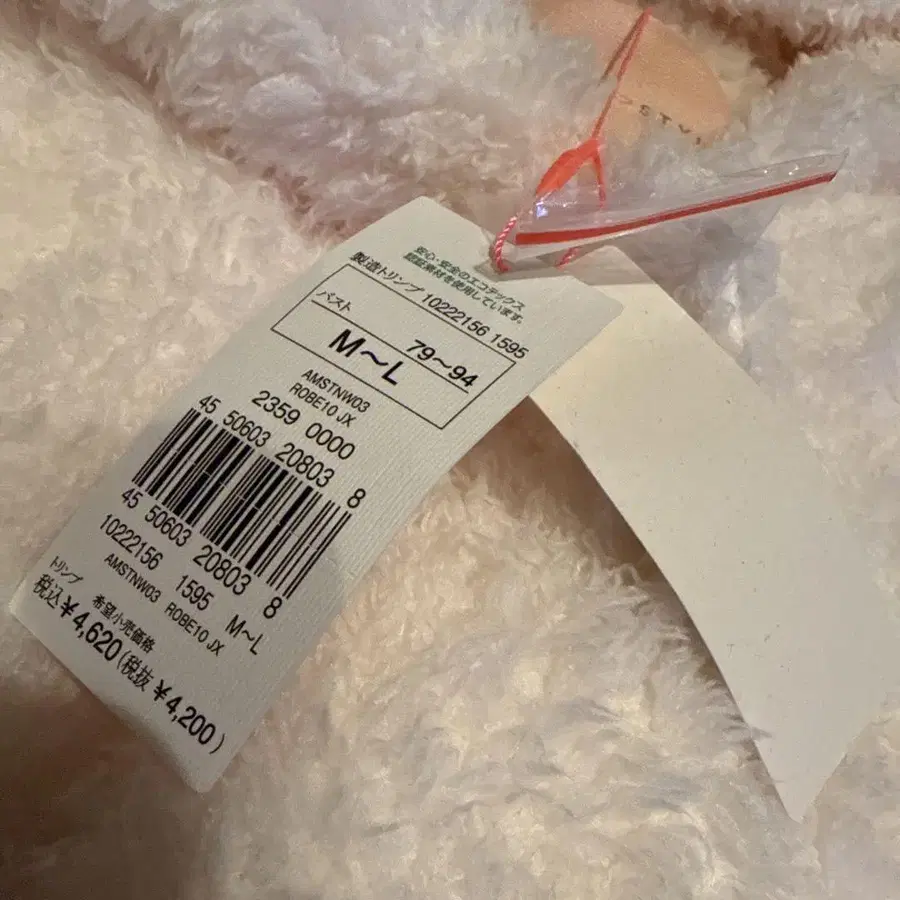 安心・安全のエコテックス
認証素材を使用しています。
製造トリンプ 10222156 1595
バスト 79～94
M～L
AMSTNW03
ROBE10 JX
2359 0000
45 50603 20803 8
45 50603 20803 8
10222156 1595 M～L
AMSTNW03 ROBE10 JX
トリンプ 希望小売価格
税込¥4,620(税抜 ¥4,200)